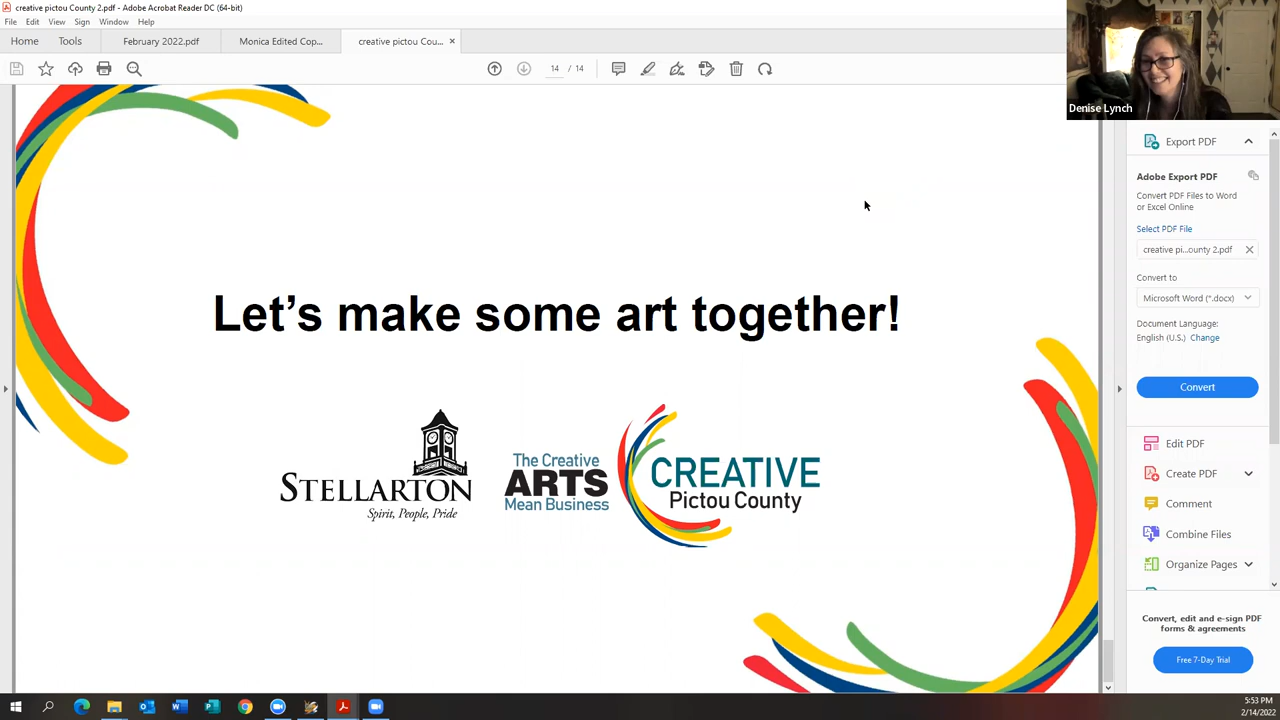 creative pictou County 2.pdf - Adobe Acrobat Reader DC (64-bit)
File Edit View Sign Window Help
Home Tools February 2022.pdf Monica Edited Cop... creative pictou Cou... ×
14 / 14
Denise Lynch
Let's make some art together!
STELLARTON
Spirit, People, Pride
The Creative
ARTS
Mean Business
CREATIVE
Pictou County
Export PDF
Adobe Export PDF
Convert PDF Files to Word
or Excel Online
Select PDF File
creative pi...ounty 2.pdf
Convert to
Microsoft Word (*.docx)
Document Language:
English (U.S.) Change
Convert
Edit PDF
Create PDF
Comment
Combine Files
Organize Pages
Convert, edit and e-sign PDF
forms & agreements
Free 7-Day Trial
5:53 PM
2/14/2022